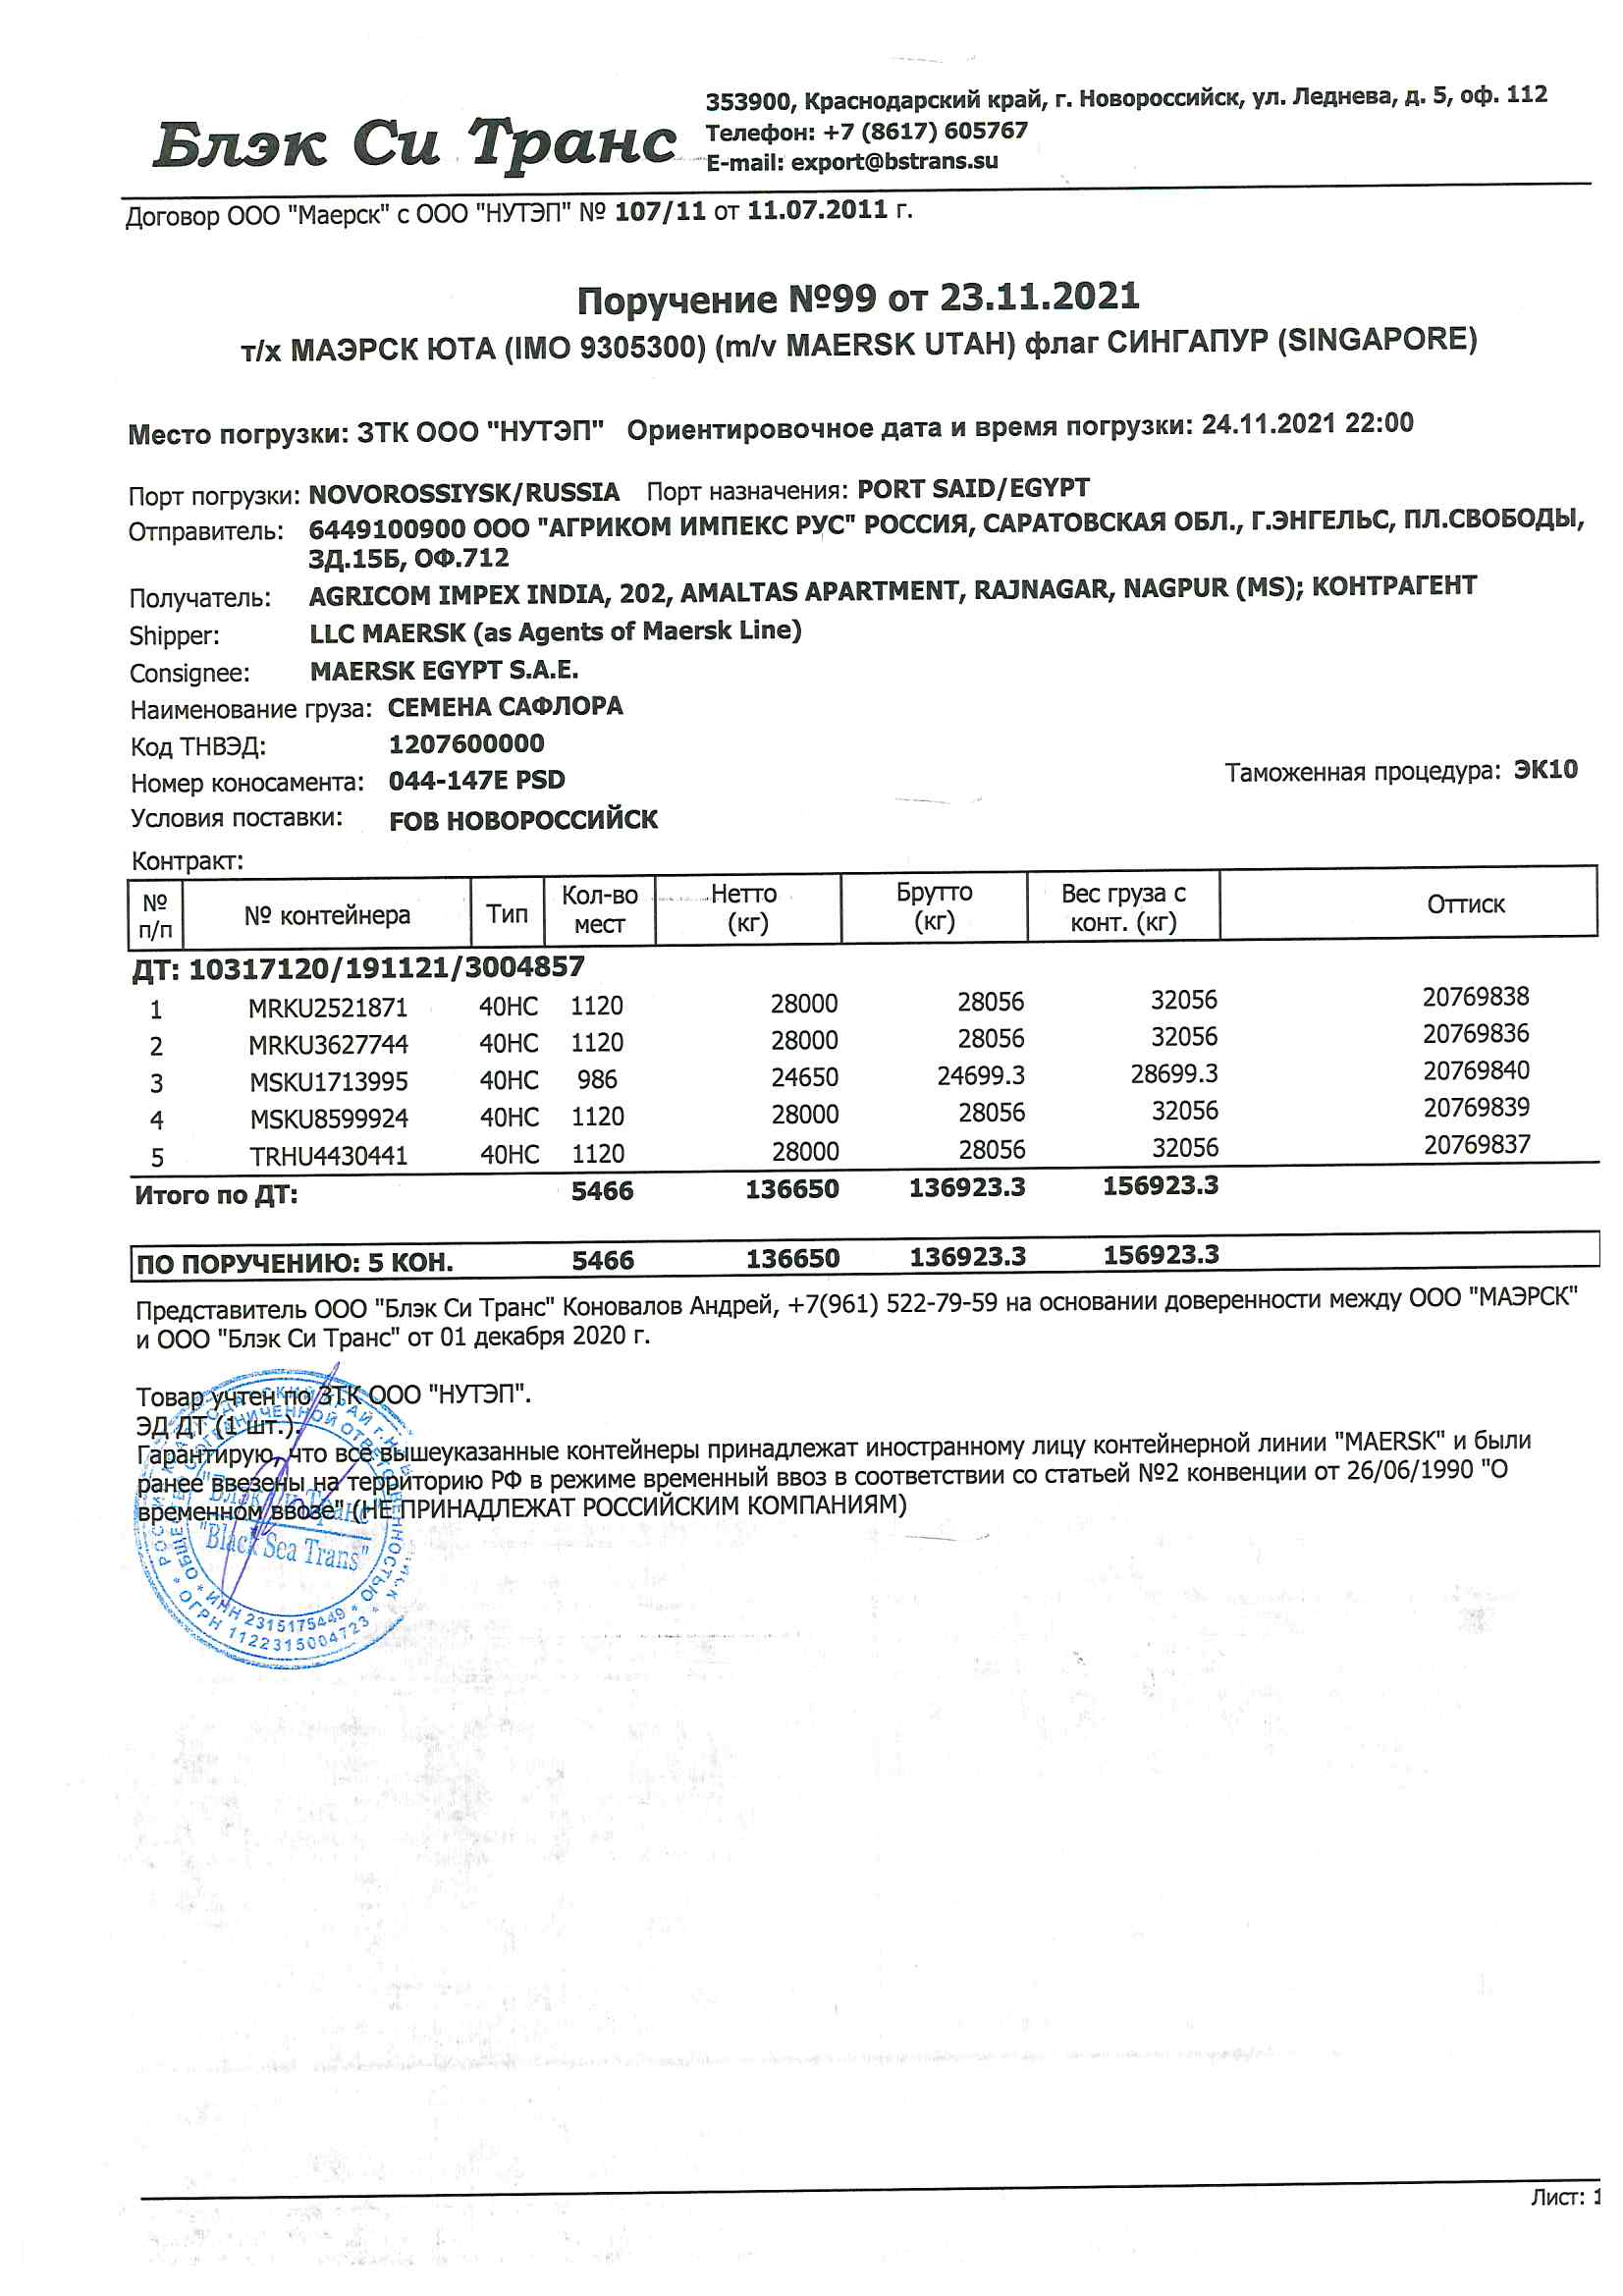 Блэк Си Транс
353900, Краснодарский край, г. Новороссийск, ул. Леднева, д. 5, оф. 112
Телефон: +7 (8617) 605767
E-mail: export@bstrans.su
Договор ООО "Маерск" с ООО "НУТЭП" № 107/11 от 11.07.2011 г.
Поручение №99 от 23.11.2021
т/х МАЭРСК ЮТА (IMO 9305300) (m/v MAERSK UTAH) флаг СИНГАПУР (SINGAPORE)
Место погрузки: ЗТК ООО "НУТЭП" Ориентировочное дата и время погрузки: 24.11.2021 22:00
Порт погрузки: NOVOROSSIYSK/RUSSIA Порт назначения: PORT SAID/EGYPT
Отправитель: 6449100900 ООО "АГРИКОМ ИМПЕКС РУС" РОССИЯ, САРАТОВСКАЯ ОБЛ., Г.ЭНГЕЛЬС, ПЛ.СВОБОДЫ,
ЗД.15Б, ОФ.712
Получатель: AGRICOM IMPEX INDIA, 202, AMALTAS APARTMENT, RAJNAGAR, NAGPUR (MS); КОНТРАГЕНТ
Shipper: LLC MAERSK (as Agents of Maersk Line)
Consignee: MAERSK EGYPT S.A.E.
Наименование груза: СЕМЕНА САФЛОРА
Код ТНВЭД: 1207600000
Номер коносамента: 044-147E PSD Таможенная процедура: ЭК10
Условия поставки: FOB НОВОРОССИЙСК
Контракт:
№ п/п № контейнера Тип Кол-во мест Нетто (кг) Брутто (кг) Вес груза с конт. (кг) Оттиск
ДТ: 10317120/191121/3004857
1 MRKU2521871 40HC 1120 28000 28056 32056 20769838
2 MRKU3627744 40HC 1120 28000 28056 32056 20769836
3 MSKU1713995 40HC 986 24650 24699.3 28699.3 20769840
4 MSKU8599924 40HC 1120 28000 28056 32056 20769839
5 TRHU4430441 40HC 1120 28000 28056 32056 20769837
Итого по ДТ: 5466 136650 136923.3 156923.3
ПО ПОРУЧЕНИЮ: 5 КОН. 5466 136650 136923.3 156923.3
Представитель ООО "Блэк Си Транс" Коновалов Андрей, +7(961) 522-79-59 на основании доверенности между ООО "МАЭРСК"
и ООО "Блэк Си Транс" от 01 декабря 2020 г.
Товар учтен по ЗТК ООО "НУТЭП".
ЭД ДТ (1 шт.).
Гарантирую, что все вышеуказанные контейнеры принадлежат иностранному лицу контейнерной линии "MAERSK" и были
ранее ввезены на территорию РФ в режиме временный ввоз в соответствии со статьей №2 конвенции от 26/06/1990 "О
временном ввозе" (НЕ ПРИНАДЛЕЖАТ РОССИЙСКИМ КОМПАНИЯМ)
"Блэк Си Транс"
"Black Sea Trans"
* ИНН 2315175449 *
* ОГРН 1122315004723 *
Лист: 1